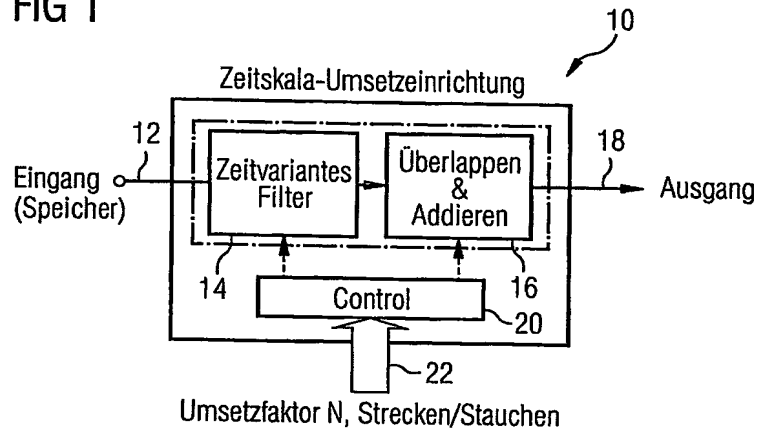 FIG 1
10
Zeitskala-Umsetzeinrichtung
12
18
Eingang
(Speicher)
Zeitvariantes
Filter
Überlappen
&
Addieren
Ausgang
14
16
Control
20
22
Umsetzfaktor N, Strecken/Stauchen